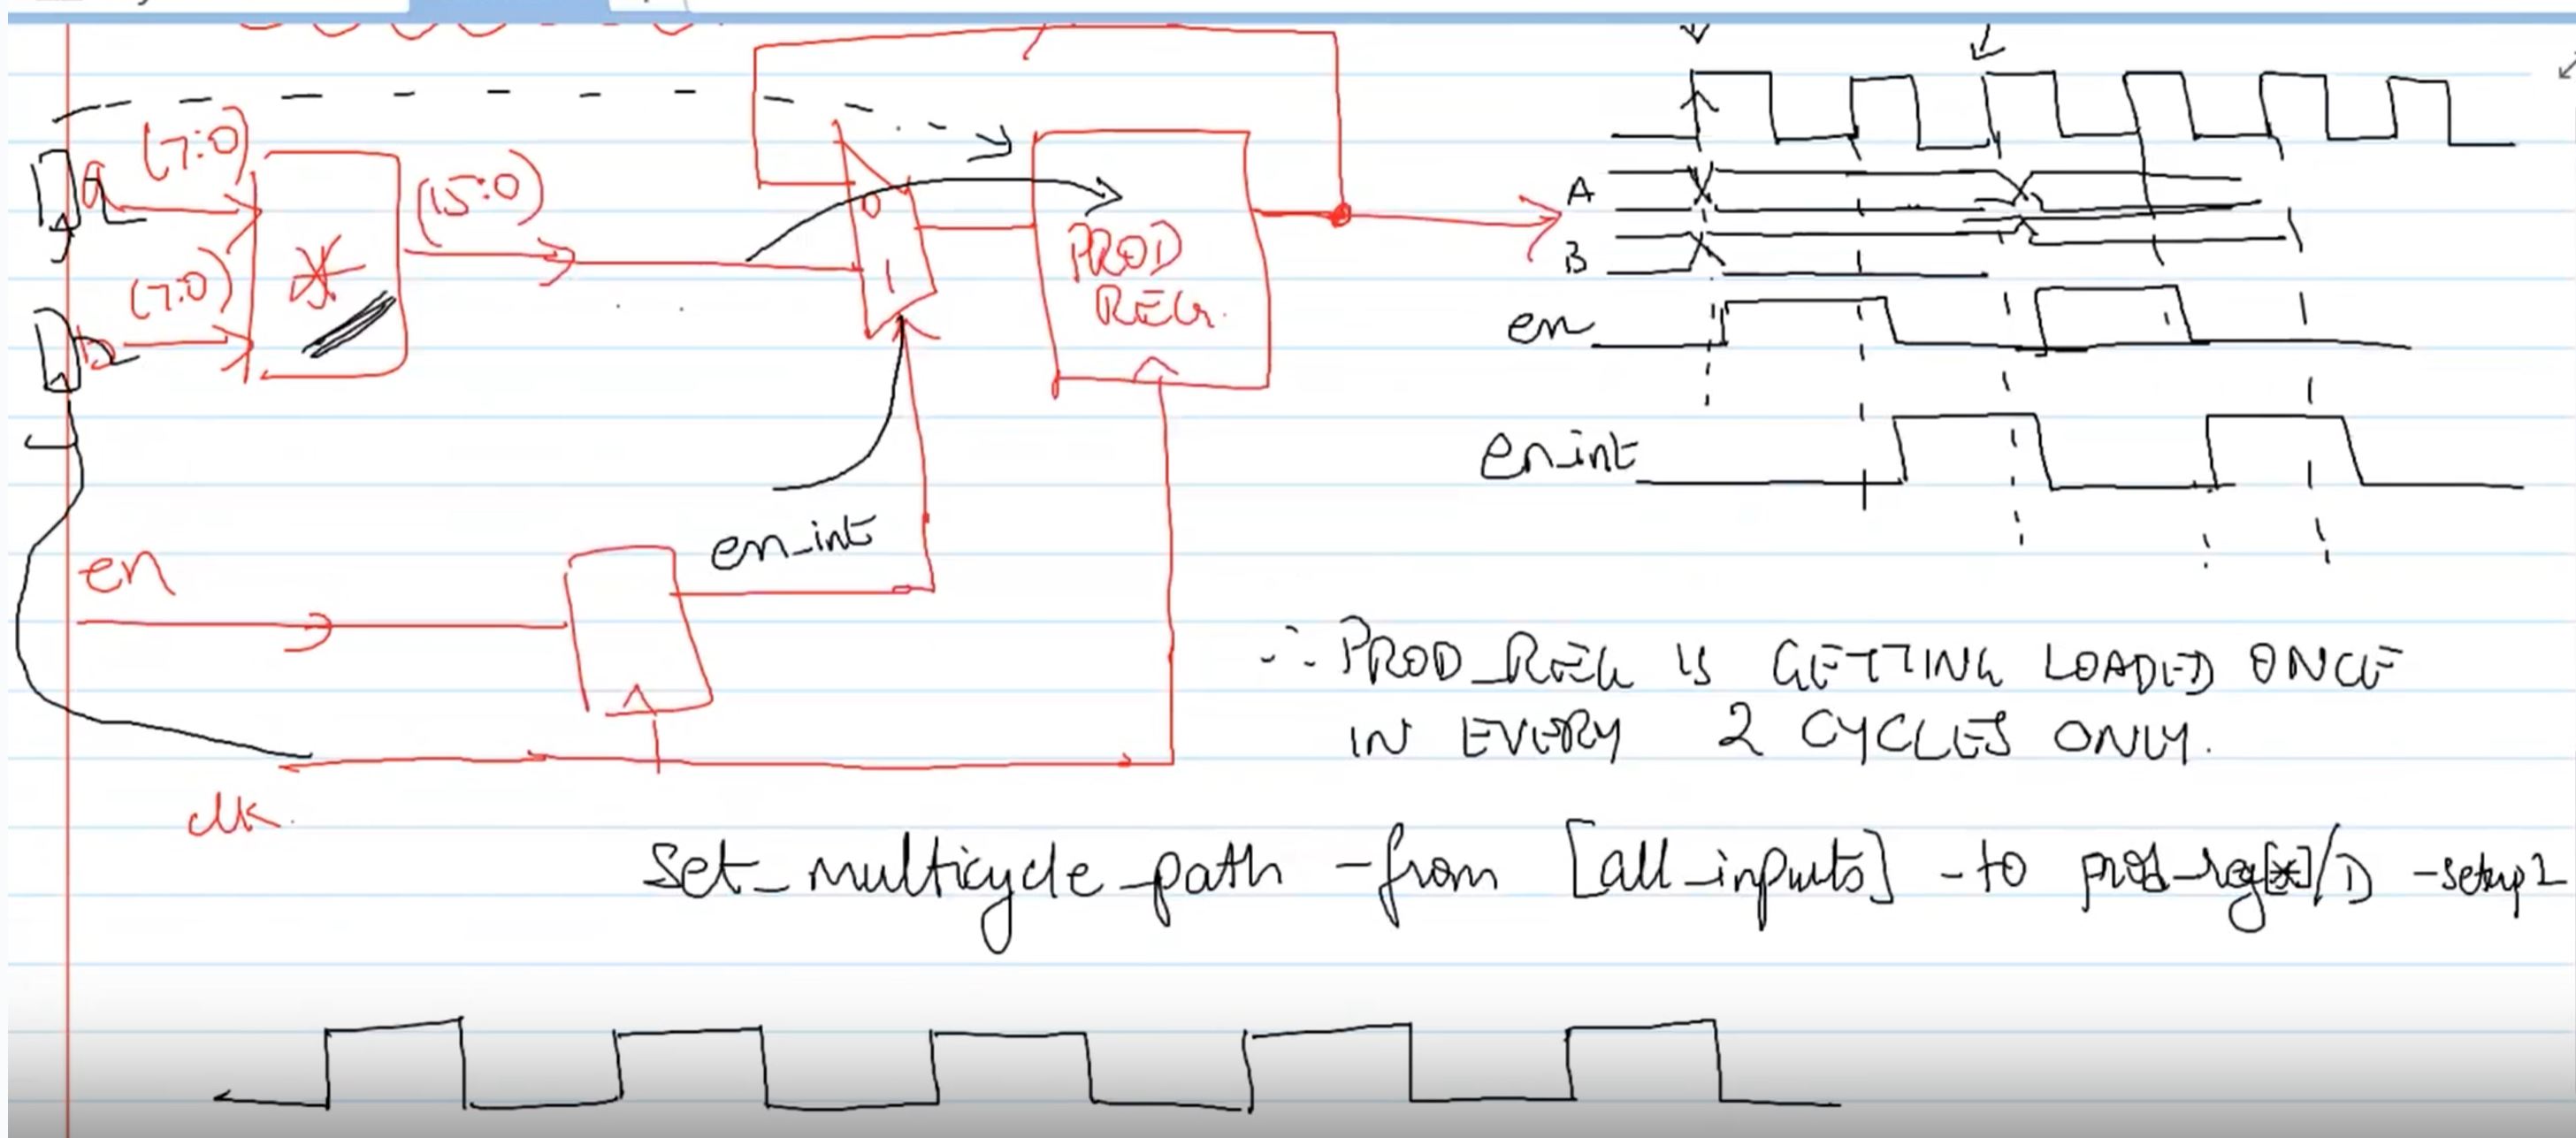 (7:0)
a
(15:0)
0
A
*
PROD
REG.
B
(7:0)
1
b
en
en_int
en_int
en
∴ PROD_REG IS GETTING LOADED ONCE
IN EVERY 2 CYCLES ONLY.
clk
set_multicycle_path -from [all_inputs] -to prod_reg[*]/D -setup 2